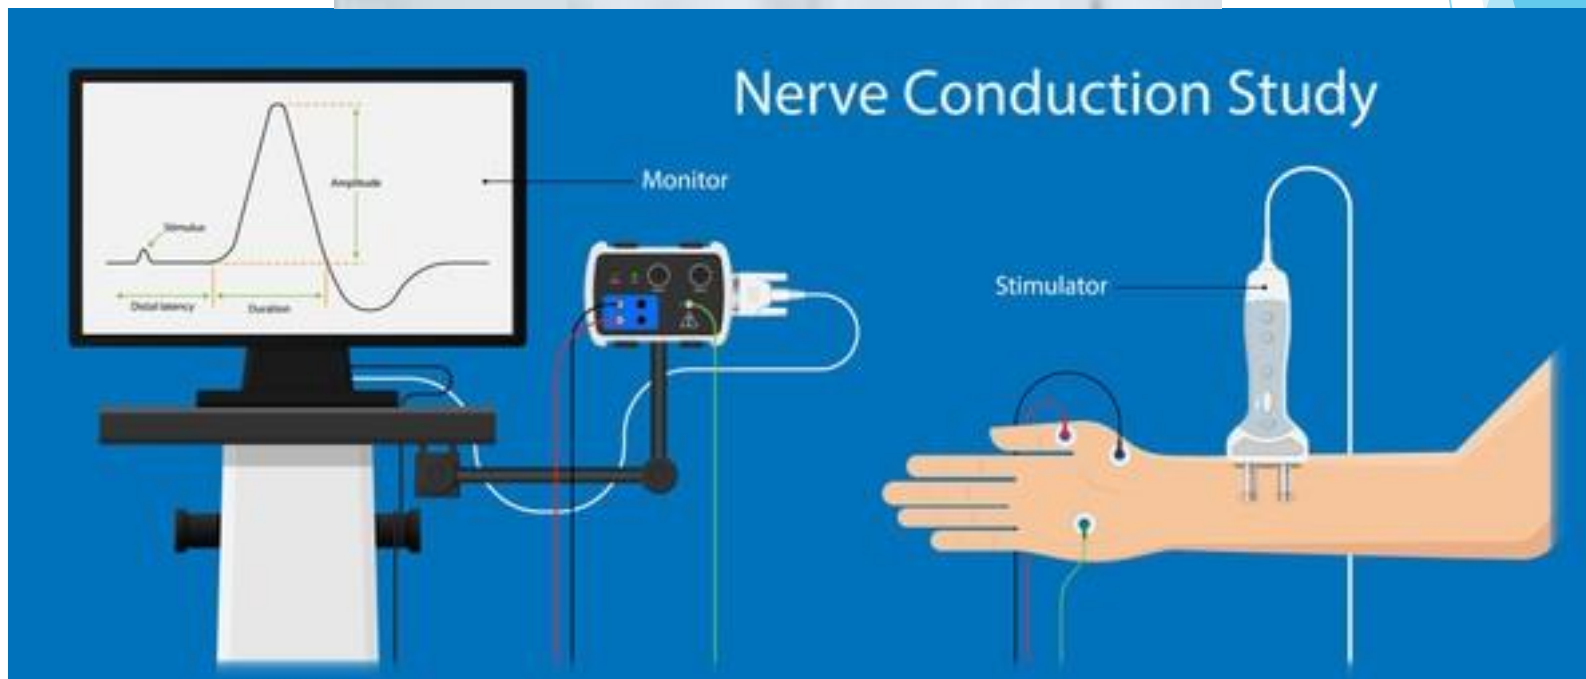 Nerve Conduction Study
Monitor
Amplitude
Stimulus
Distal latency
Duration
Stimulator